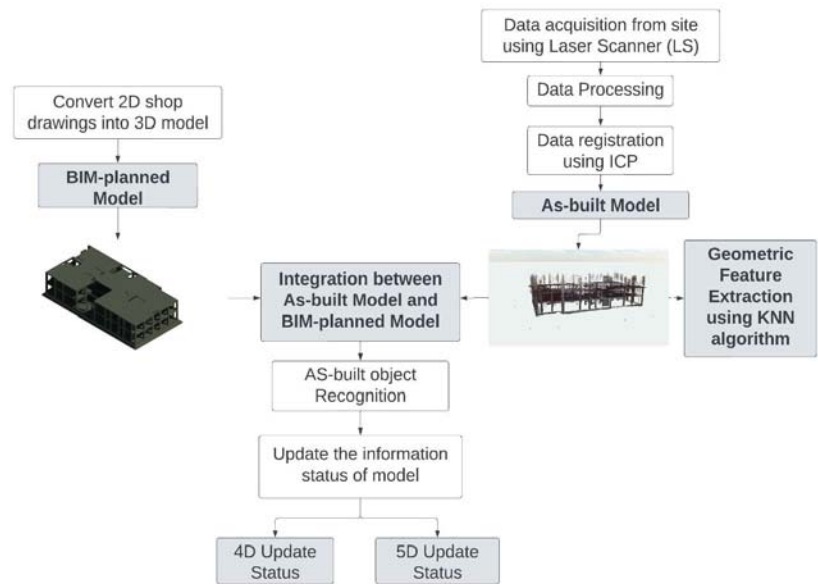 Data acquisition from site
using Laser Scanner (LS)
Data Processing
Data registration
using ICP
As-built Model
Convert 2D shop
drawings into 3D model
BIM-planned
Model
Integration between
As-built Model and
BIM-planned Model
Geometric
Feature
Extraction
using KNN
algorithm
AS-built object
Recognition
Update the information
status of model
4D Update
Status
5D Update
Status